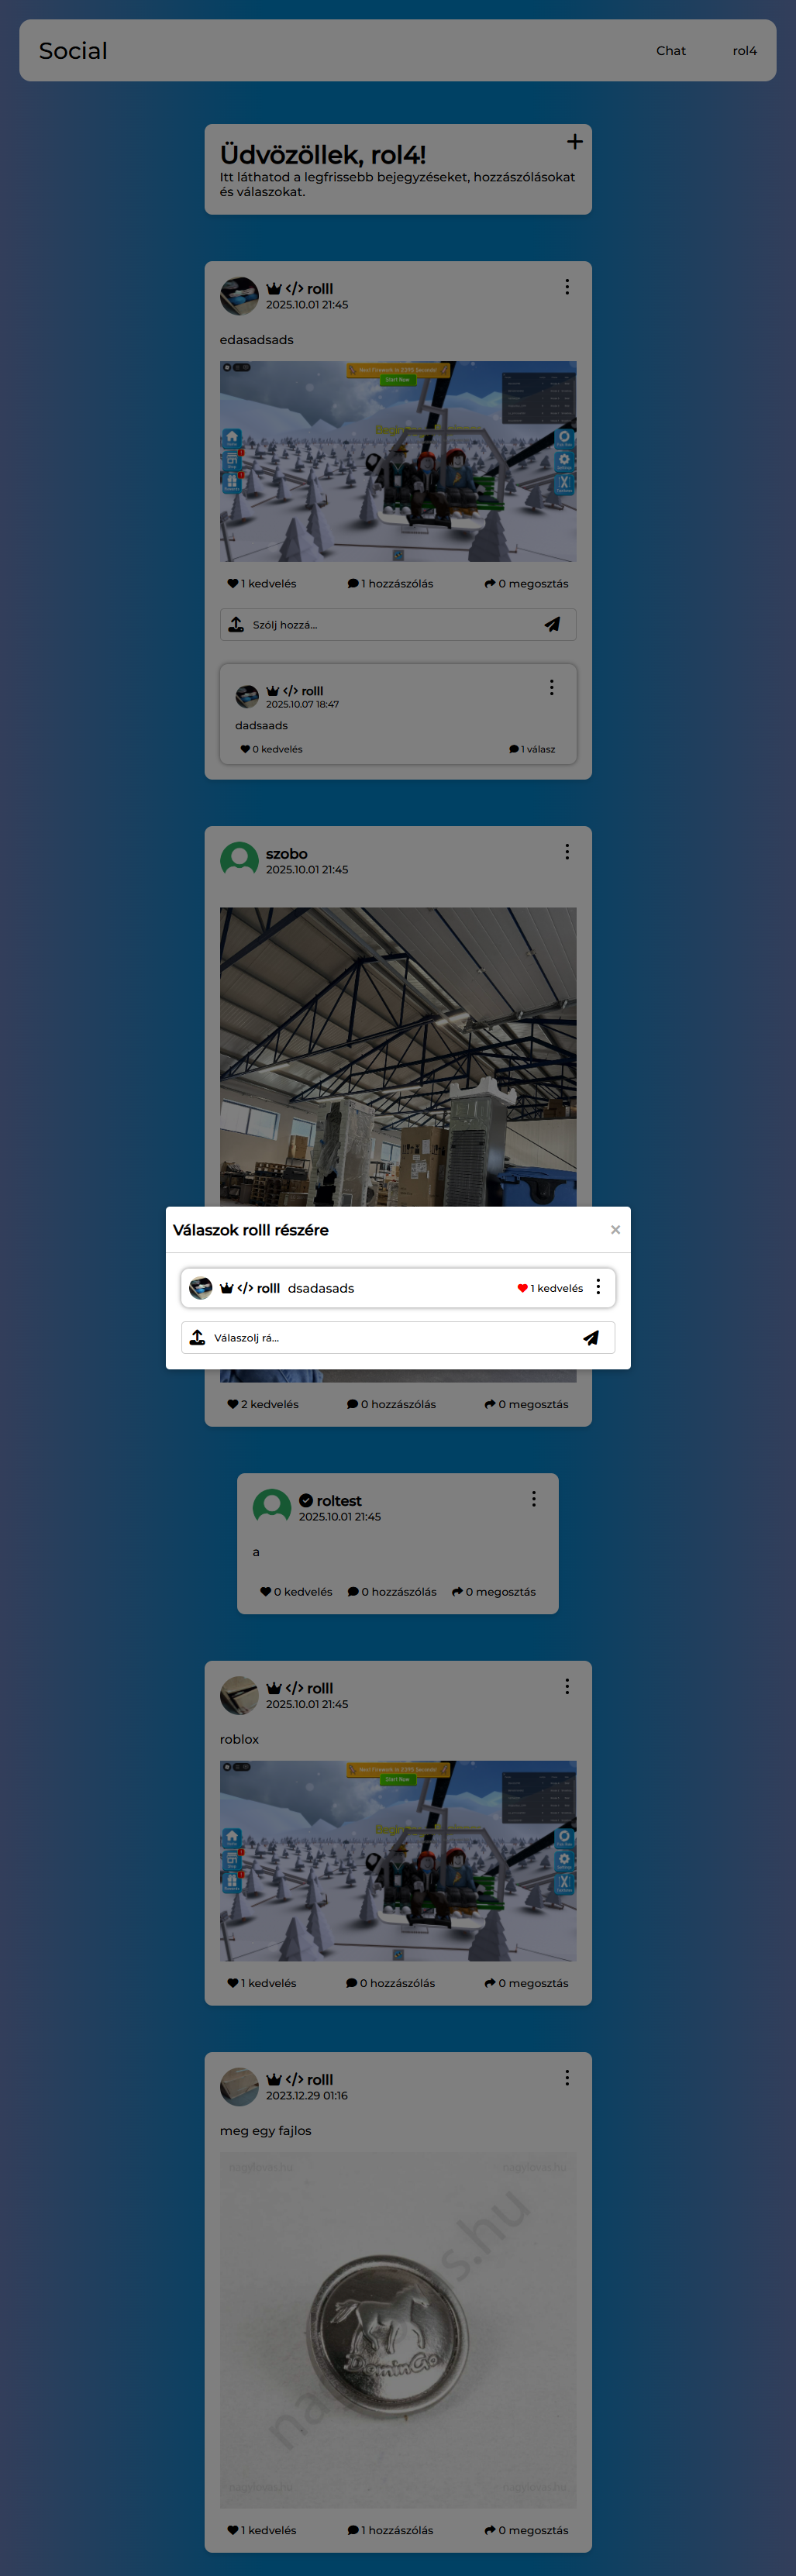 Social
Chat
rol4
Üdvözöllek, rol4!
Itt láthatod a legfrissebb bejegyzéseket, hozzászólásokat
és válaszokat.
rolll
2025.10.01 21:45
edasadsads
Start Now
1 kedvelés
1 hozzászólás
0 megosztás
Szólj hozzá...
rolll
2025.10.07 18:47
dadsaads
0 kedvelés
1 válasz
szobo
2025.10.01 21:45
Válaszok rolll részére
×
rolll dsadasads
1 kedvelés
Válaszolj rá...
2 kedvelés
0 hozzászólás
0 megosztás
roltest
2025.10.01 21:45
a
0 kedvelés
0 hozzászólás
0 megosztás
rolll
2025.10.01 21:45
roblox
Start Now
1 kedvelés
0 hozzászólás
0 megosztás
rolll
2023.12.29 01:16
meg egy fajlos
DominGo
1 kedvelés
1 hozzászólás
0 megosztás